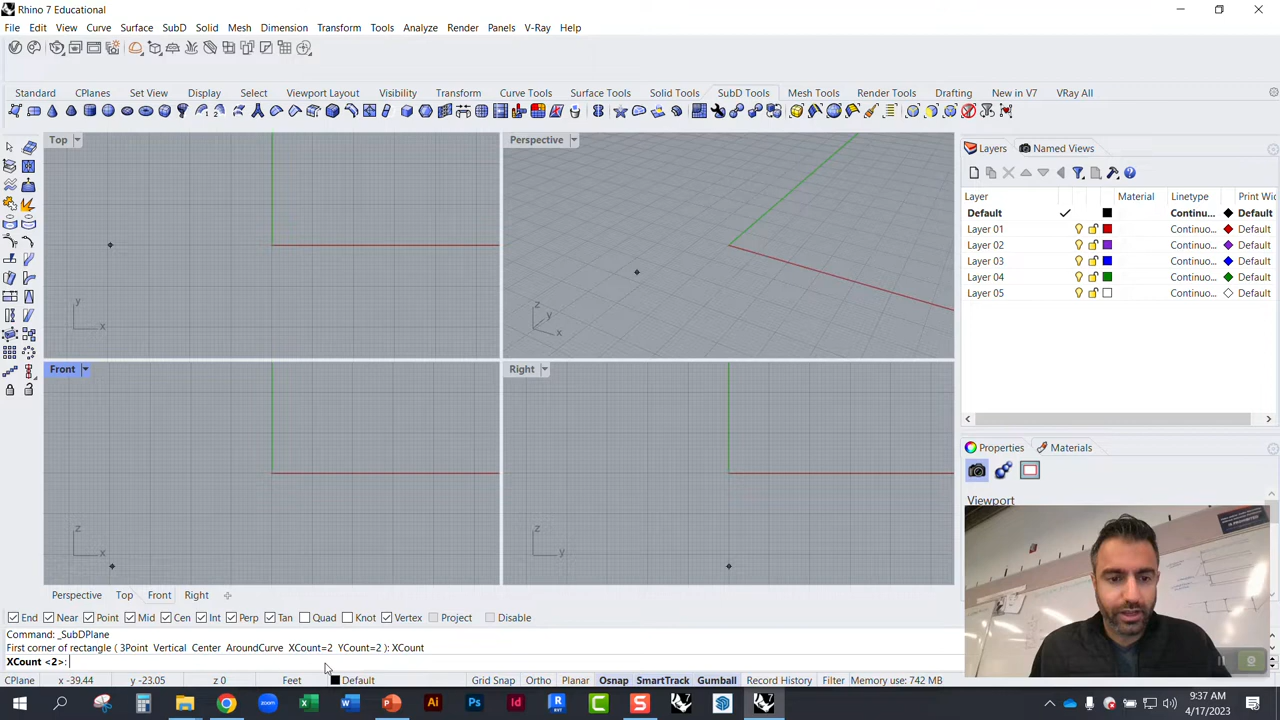 Rhino 7 Educational
File Edit View Curve Surface SubD Solid Mesh Dimension Transform Tools Analyze Render Panels V-Ray Help
Standard CPlanes Set View Display Select Viewport Layout Visibility Transform Curve Tools Surface Tools Solid Tools SubD Tools Mesh Tools Render Tools Drafting New in V7 VRay All
Top
Perspective
Layers Named Views
Layer Material Linetype Print Wi
Default Continu... Default
Layer 01 Continuo... Default
Layer 02 Continuo... Default
Layer 03 Continuo... Default
Layer 04 Continuo... Default
Layer 05 Continuo... Default
y
x
z
y
x
Front
Right
Properties Materials
Viewport
z
x
z
y
PROHIBITED
Perspective Top Front Right
End Near Point Mid Cen Int Perp Tan Quad Knot Vertex Project Disable
Command: _SubDPlane
First corner of rectangle ( 3Point Vertical Center AroundCurve XCount=2 YCount=2 ): XCount
XCount <2>:
CPlane x -39.44 y -23.05 z 0 Feet Default Grid Snap Ortho Planar Osnap SmartTrack Gumball Record History Filter Memory use: 742 MB
9:37 AM
4/17/2023